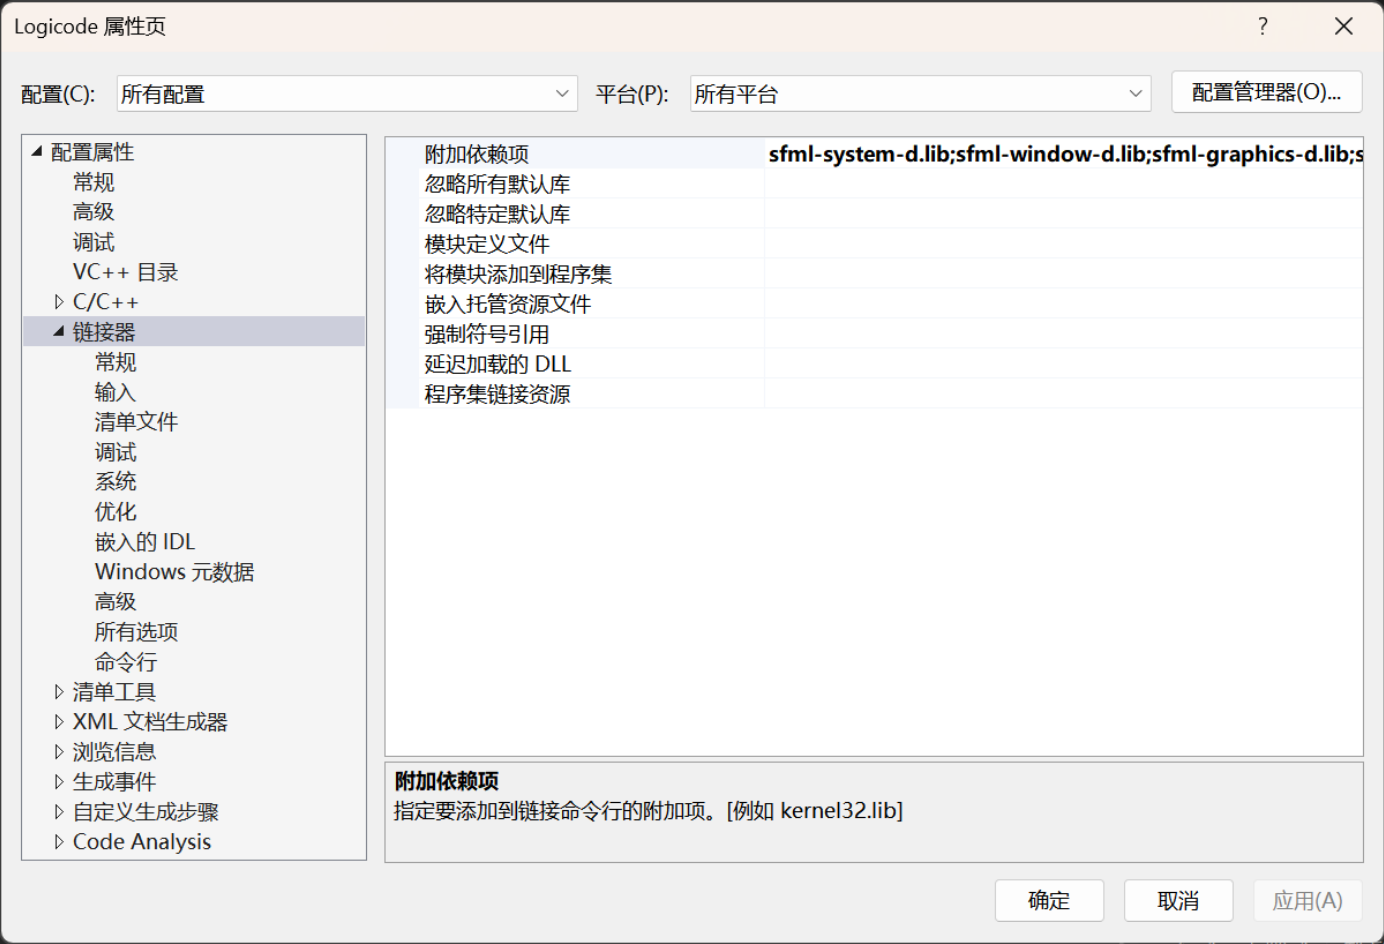 Logicode 属性页
?
配置(C): 所有配置 平台(P): 所有平台 配置管理器(O)...
配置属性
常规
高级
调试
VC++ 目录
C/C++
链接器
常规
输入
清单文件
调试
系统
优化
嵌入的 IDL
Windows 元数据
高级
所有选项
命令行
清单工具
XML 文档生成器
浏览信息
生成事件
自定义生成步骤
Code Analysis
附加依赖项 sfml-system-d.lib;sfml-window-d.lib;sfml-graphics-d.lib;s
忽略所有默认库
忽略特定默认库
模块定义文件
将模块添加到程序集
嵌入托管资源文件
强制符号引用
延迟加载的 DLL
程序集链接资源
附加依赖项
指定要添加到链接命令行的附加项。[例如 kernel32.lib]
确定 取消 应用(A)